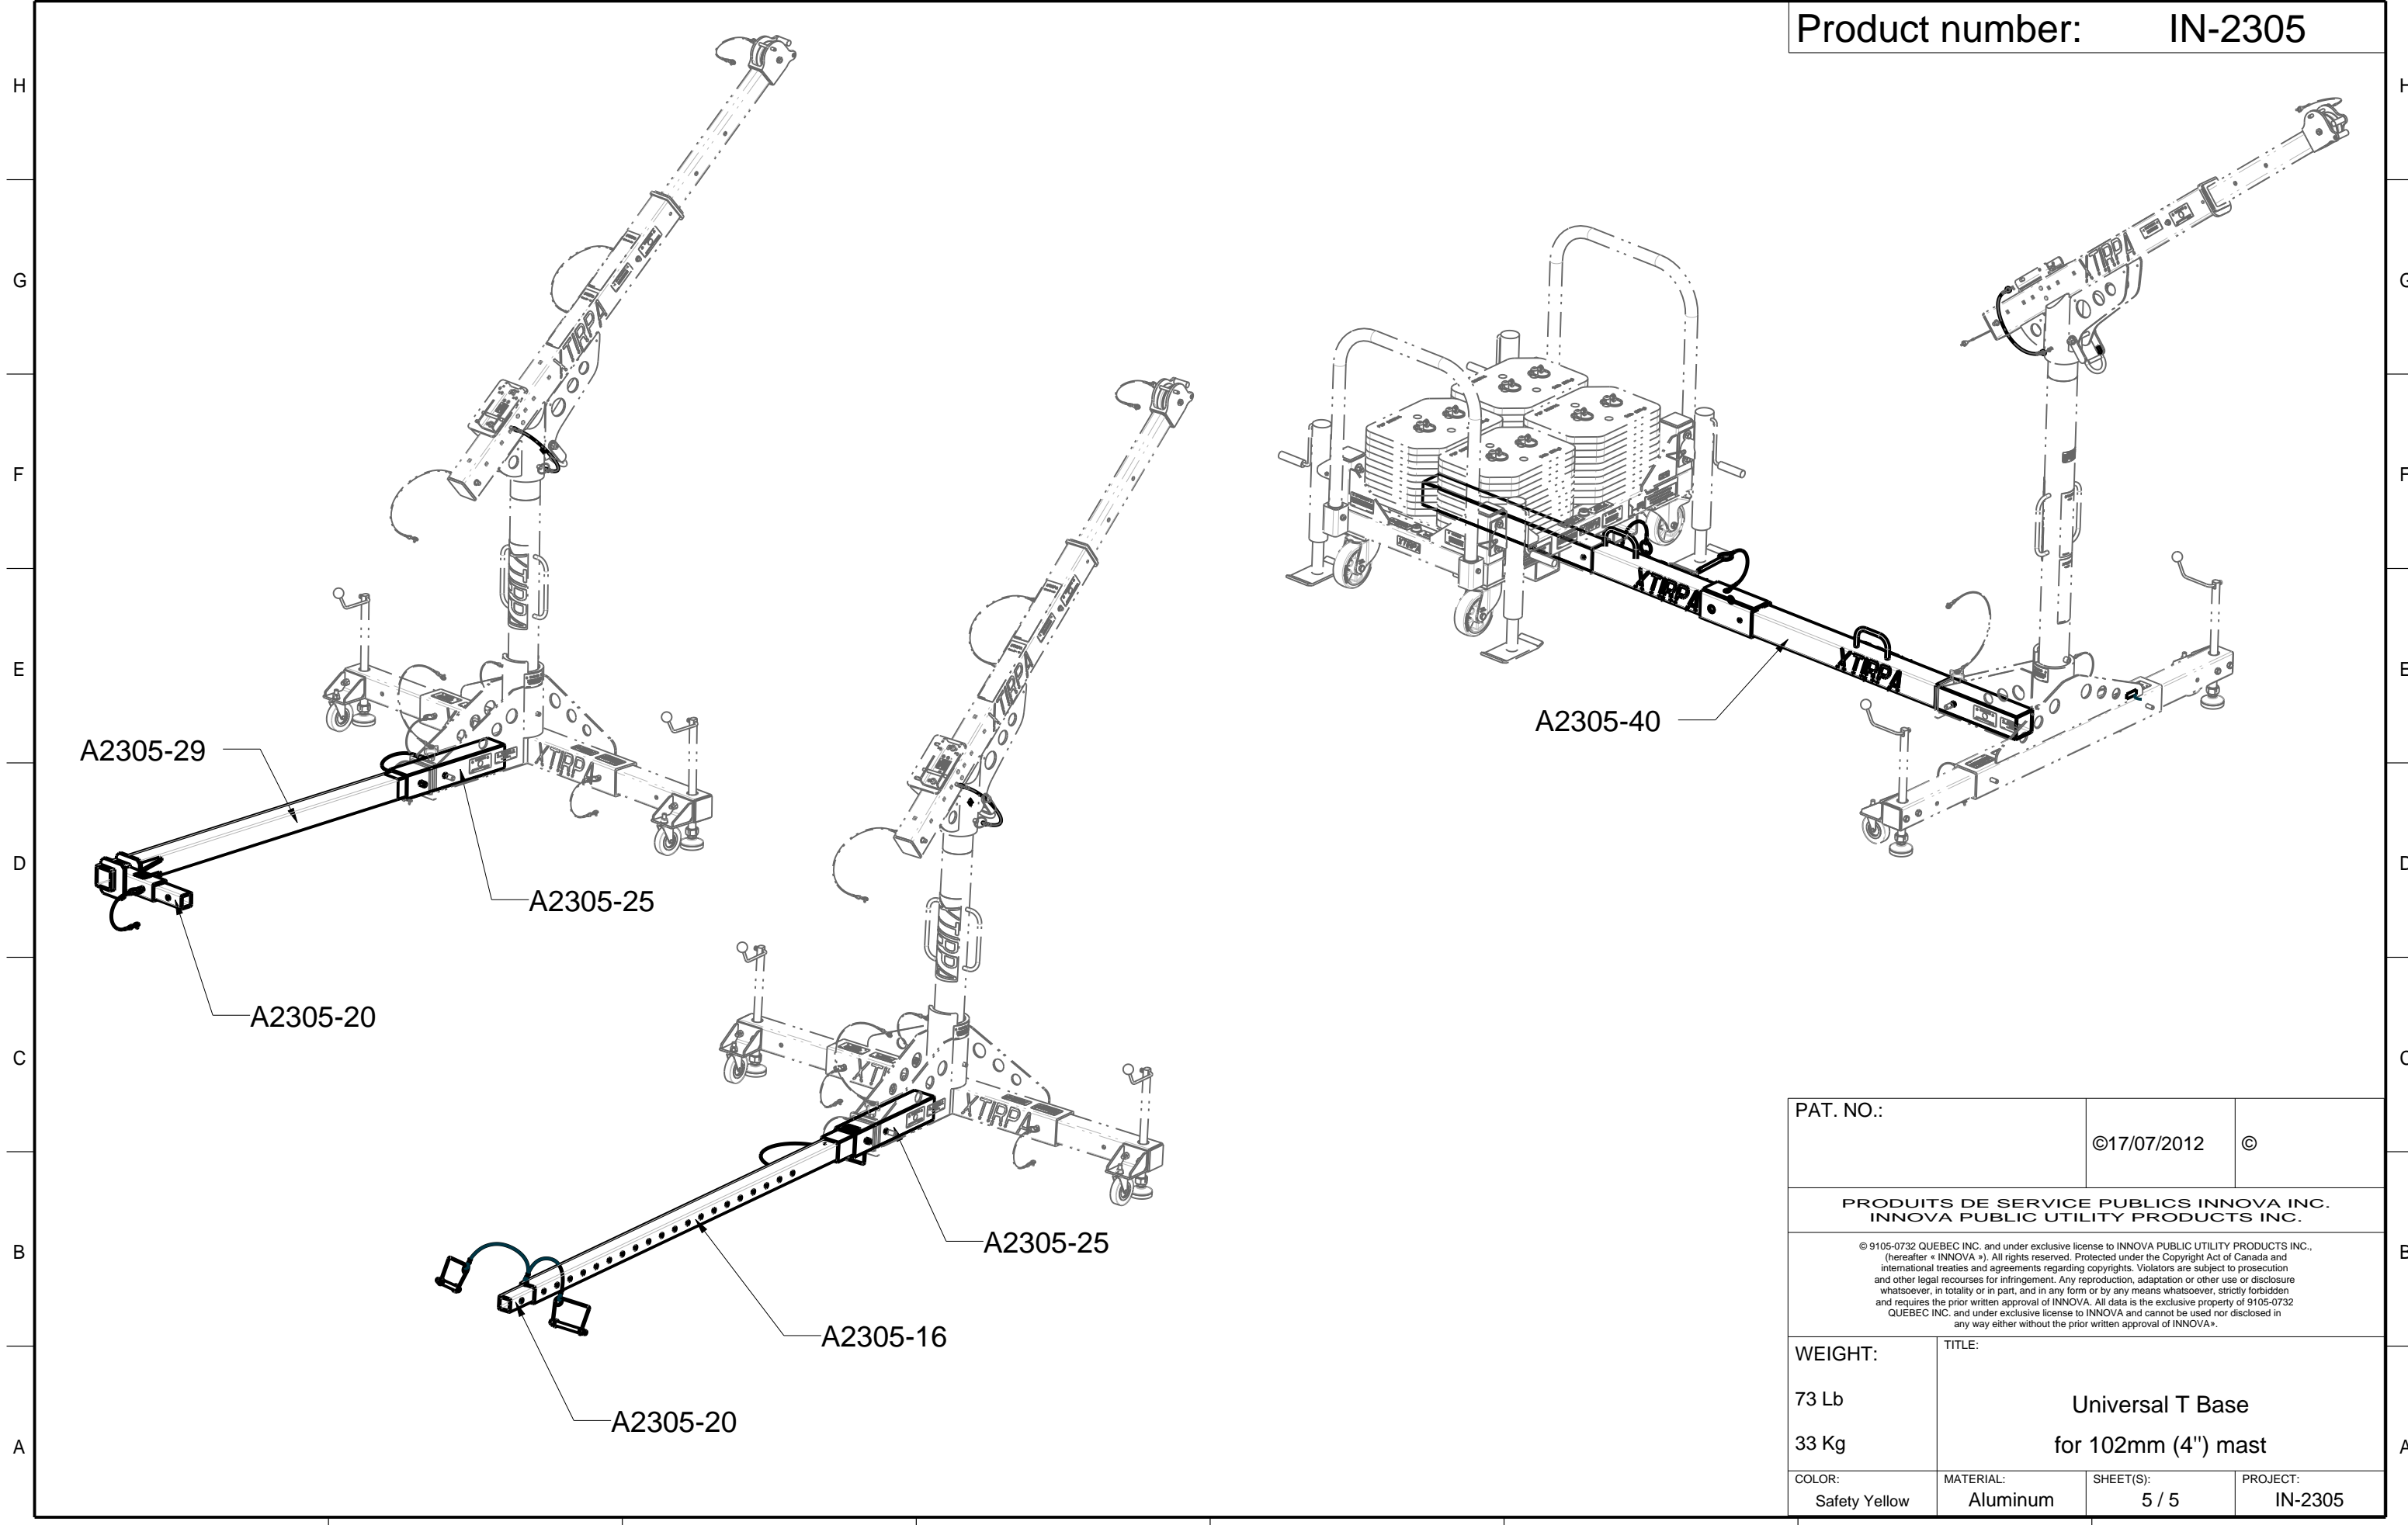 Product number: IN-2305
H
H
G
G
F
F
E
E
D
D
C
C
B
B
A
A
XTIRPA
XTIRPA
XTIRPA
XTIRPA
XTIRPA
XTIRPA
XTIRPA
XTIRPA
A2305-29
A2305-25
A2305-20
A2305-40
A2305-25
A2305-16
A2305-20
PAT. NO.:
©17/07/2012
©
PRODUITS DE SERVICE PUBLICS INNOVA INC.
INNOVA PUBLIC UTILITY PRODUCTS INC.
© 9105-0732 QUEBEC INC. and under exclusive license to INNOVA PUBLIC UTILITY PRODUCTS INC.,
(hereafter « INNOVA »). All rights reserved. Protected under the Copyright Act of Canada and
international treaties and agreements regarding copyrights. Violators are subject to prosecution
and other legal recourses for infringement. Any reproduction, adaptation or other use or disclosure
whatsoever, in totality or in part, and in any form or by any means whatsoever, strictly forbidden
and requires the prior written approval of INNOVA. All data is the exclusive property of 9105-0732
QUEBEC INC. and under exclusive license to INNOVA and cannot be used nor disclosed in
any way either without the prior written approval of INNOVA».
WEIGHT:
73 Lb
33 Kg
TITLE:
Universal T Base
for 102mm (4") mast
COLOR:
Safety Yellow
MATERIAL:
Aluminum
SHEET(S):
5 / 5
PROJECT:
IN-2305